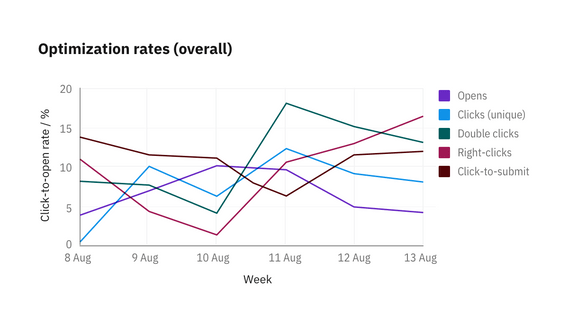 Optimization rates (overall)
20
15
10
5
0
Click-to-open rate / %
8 Aug 9 Aug 10 Aug 11 Aug 12 Aug 13 Aug
Week
Opens
Clicks (unique)
Double clicks
Right-clicks
Click-to-submit